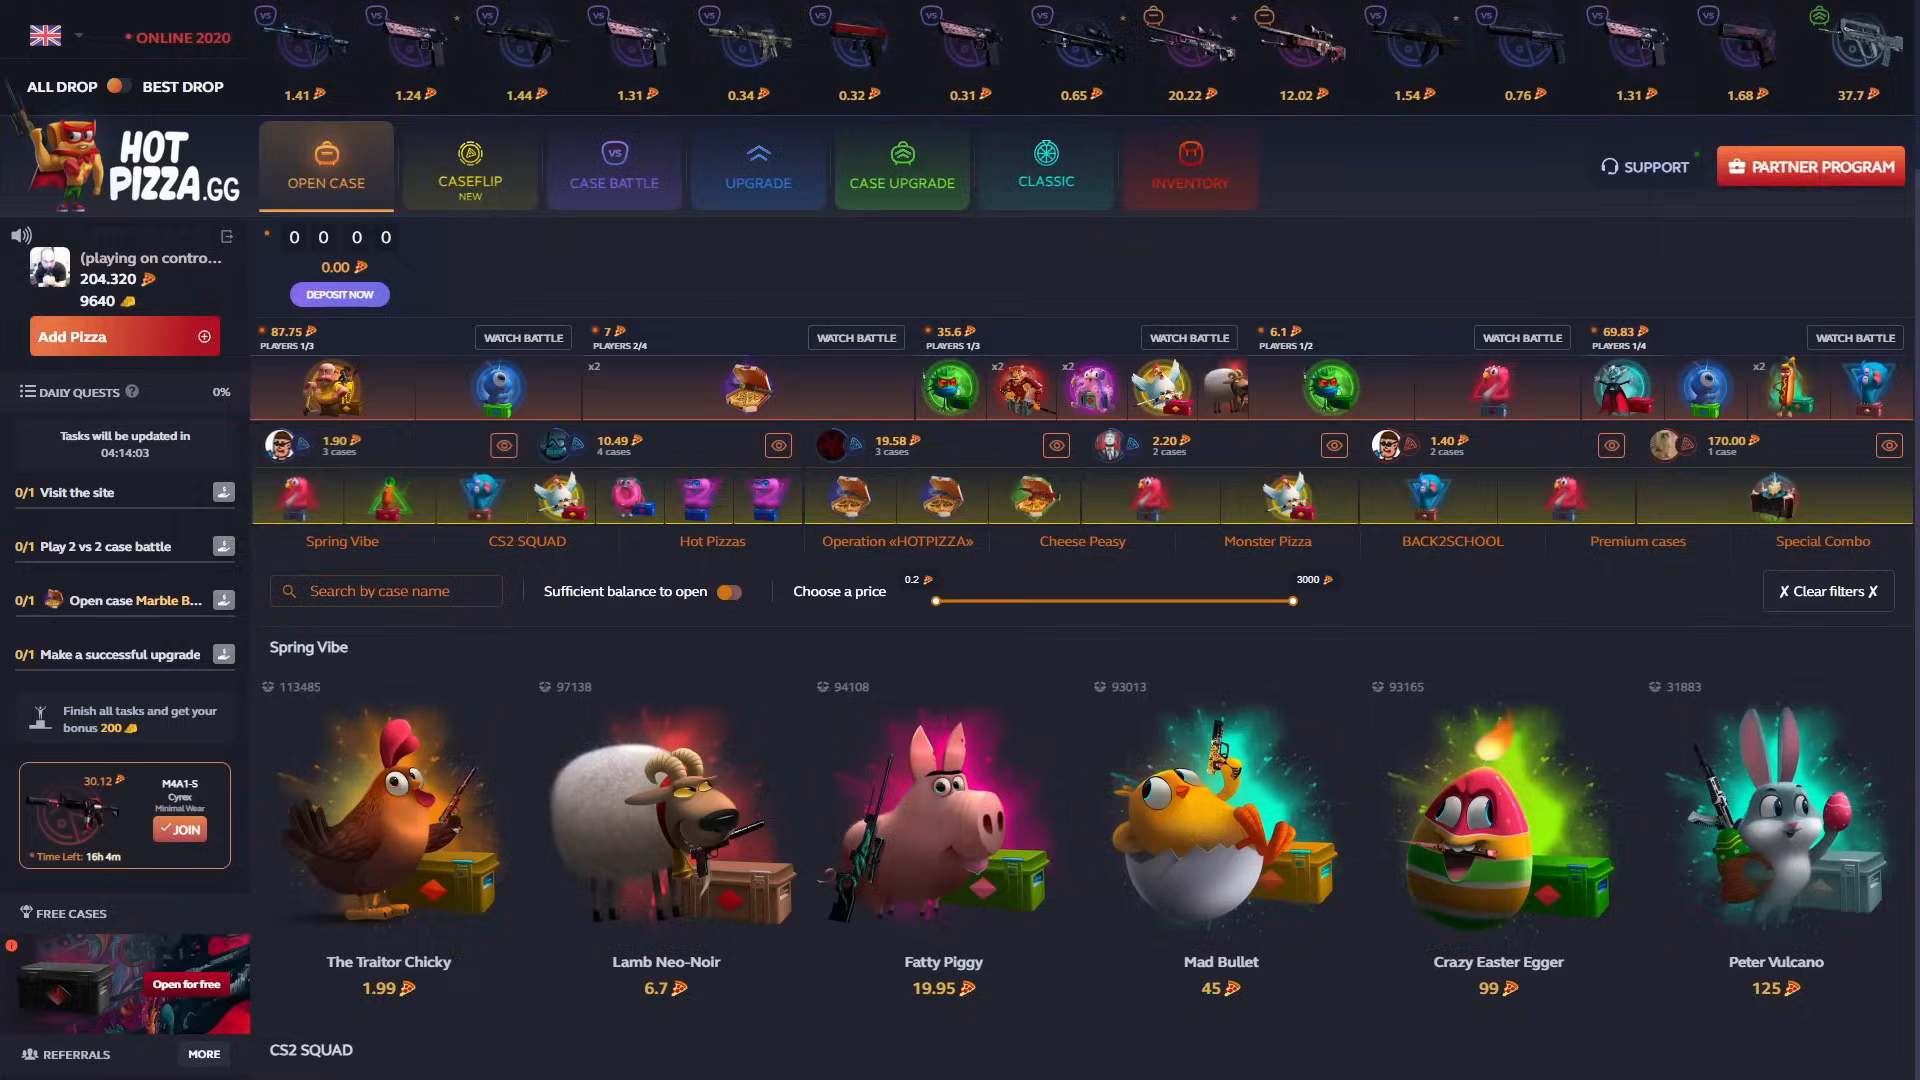 ONLINE 2020
ALL DROP BEST DROP
1.41
1.24
1.44
1.31
0.34
0.32
0.31
0.65
20.22
12.02
1.54
0.76
1.31
1.68
37.7
HOT
PIZZA.GG
OPEN CASE
CASEFLIP
NEW
VS
CASE BATTLE
UPGRADE
CASE UPGRADE
CLASSIC
INVENTORY
SUPPORT
PARTNER PROGRAM
(playing on contro...
204.320
9640
Add Pizza
0 0 0 0
0.00
DEPOSIT NOW
87.75
PLAYERS 1/3
WATCH BATTLE
7
PLAYERS 2/4
WATCH BATTLE
35.6
PLAYERS 1/3
WATCH BATTLE
6.1
PLAYERS 1/2
WATCH BATTLE
69.83
PLAYERS 1/4
WATCH BATTLE
x2
x2
x2
x2
1.90
3 cases
10.49
4 cases
19.58
3 cases
2.20
2 cases
1.40
2 cases
170.00
1 case
Spring Vibe
CS2 SQUAD
Hot Pizzas
Operation «HOTPIZZA»
Cheese Peasy
Monster Pizza
BACK2SCHOOL
Premium cases
Special Combo
Search by case name
Sufficient balance to open
Choose a price
0.2
3000
✗ Clear filters ✗
DAILY QUESTS ?
0%
Tasks will be updated in
04:14:03
0/1 Visit the site
0/1 Play 2 vs 2 case battle
0/1 Open case Marble B...
0/1 Make a successful upgrade
Finish all tasks and get your
bonus 200
30.12
M4A1-S
Cyrex
Minimal Wear
JOIN
* Time Left: 16h 4m
FREE CASES
Open for free
REFERRALS
MORE
Spring Vibe
113485
97138
94108
93013
93165
31883
The Traitor Chicky
1.99
Lamb Neo-Noir
6.7
Fatty Piggy
19.95
Mad Bullet
45
Crazy Easter Egger
99
Peter Vulcano
125
CS2 SQUAD